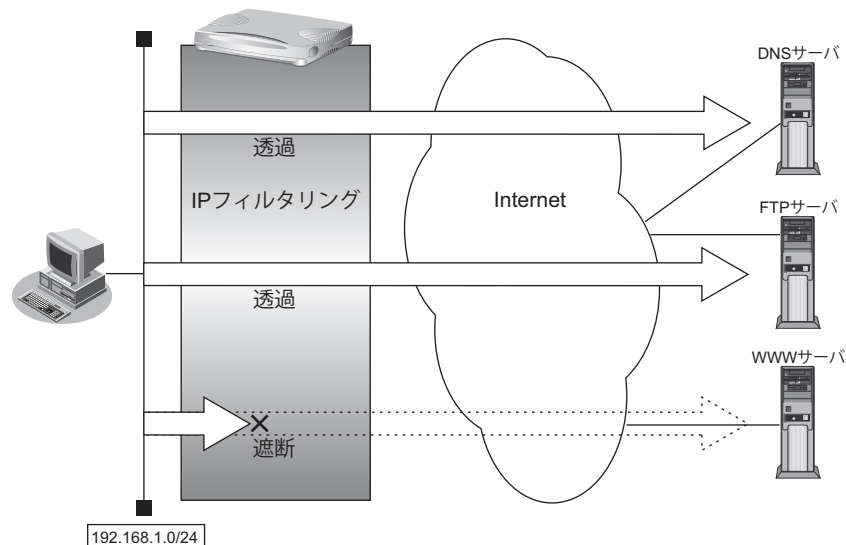 DNSサーバ
透過
IPフィルタリング
Internet
FTPサーバ
透過
WWWサーバ
遮断
192.168.1.0/24